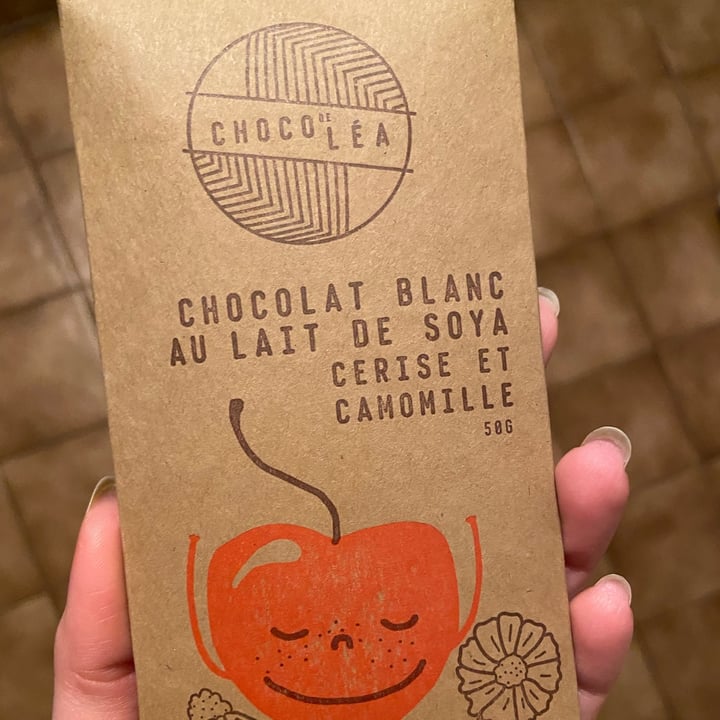 CHOCO DE LÉA
CHOCOLAT BLANC
AU LAIT DE SOYA
CERISE ET
CAMOMILLE
50G